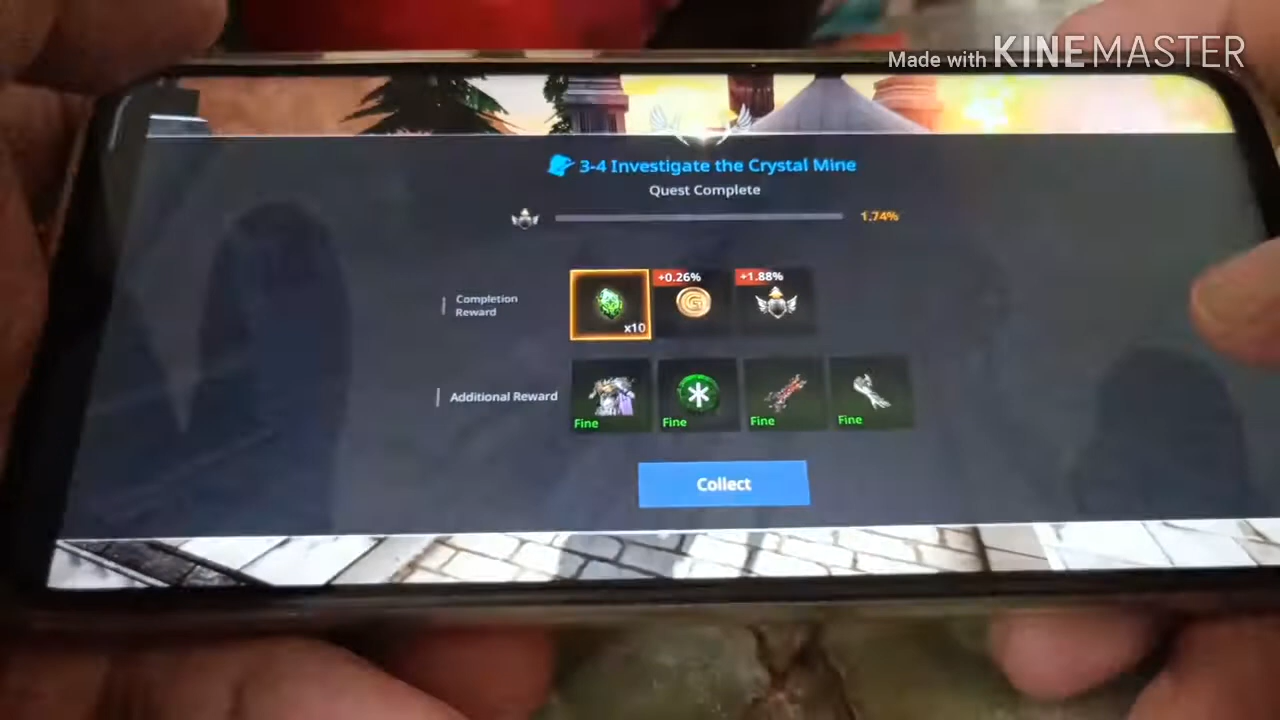 Made with KINEMASTER
3-4 Investigate the Crystal Mine
Quest Complete
1.74%
Completion
Reward
x10
+0.26%
+1.88%
Additional Reward
Fine
Fine
Fine
Fine
Collect